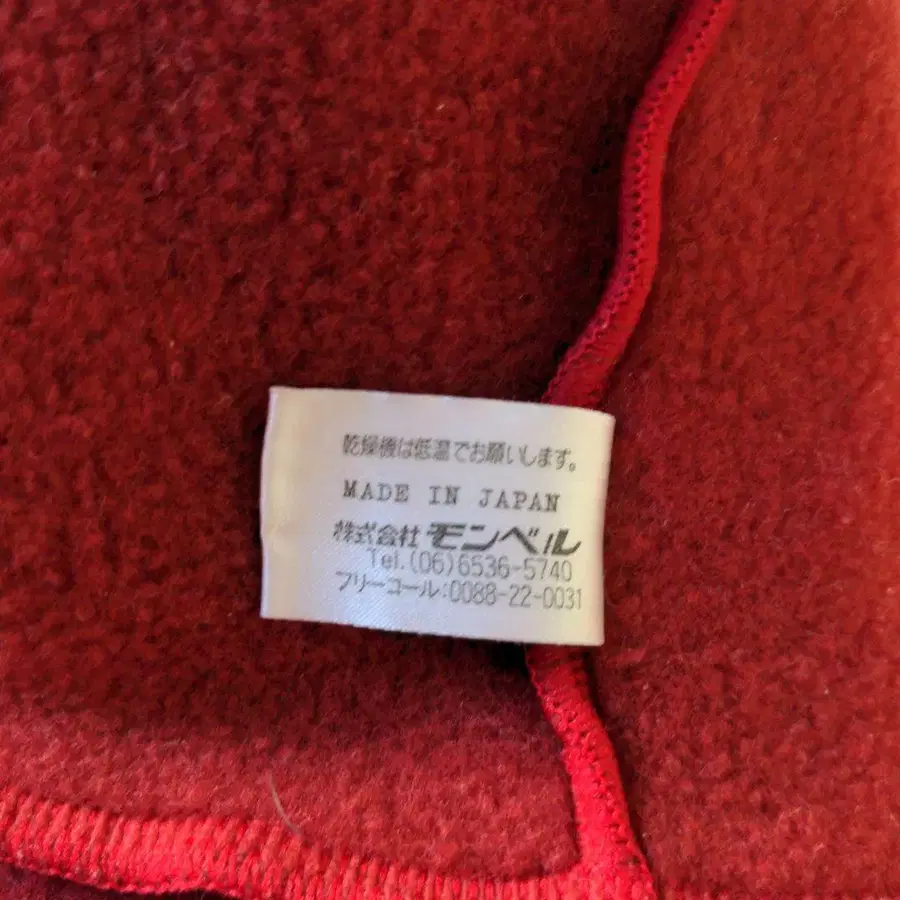 乾燥機は低温でお願いします。
MADE IN JAPAN
株式会社 モンベル
Tel.(06)6536-5740
フリーコール:0088-22-0031